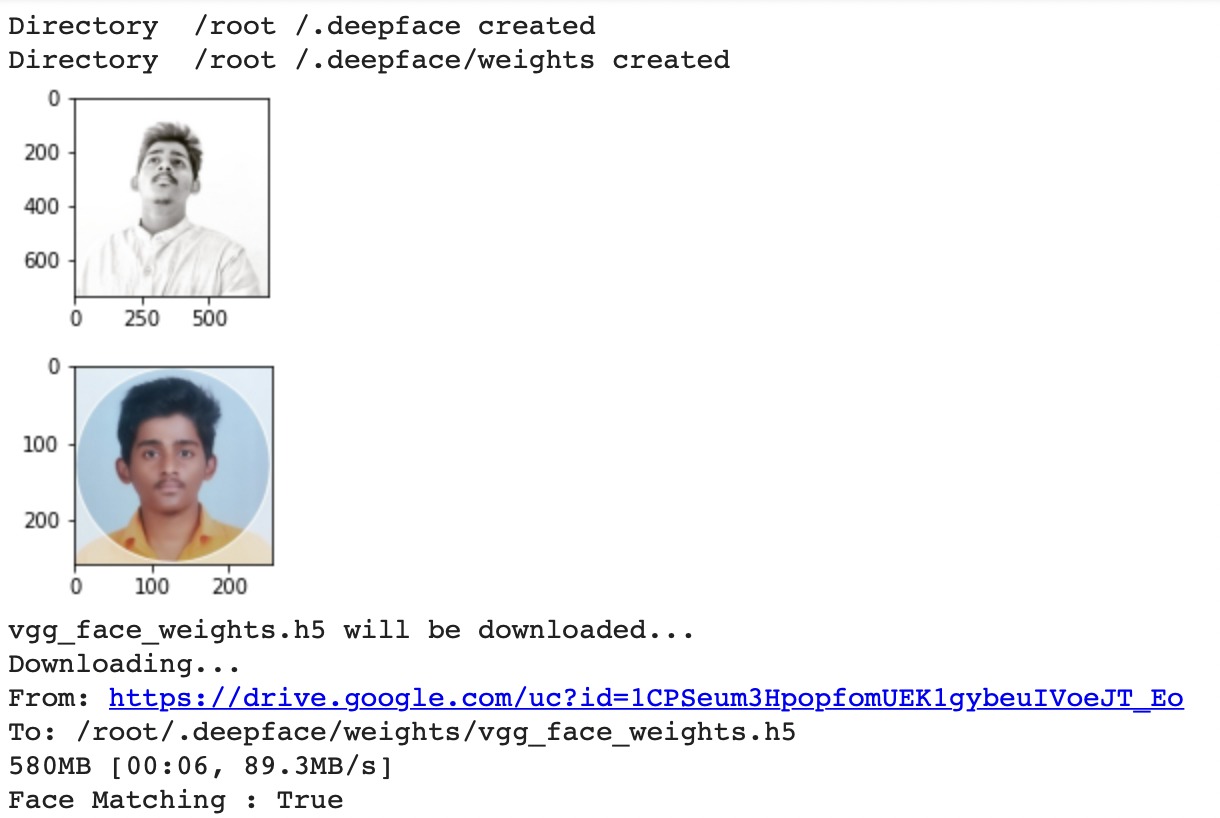 Directory  /root /.deepface created
Directory  /root /.deepface/weights created
0
200
400
600
0 250 500
0
100
200
0 100 200
vgg_face_weights.h5 will be downloaded...
Downloading...
From: https://drive.google.com/uc?id=1CPSeum3HpopfomUEK1gybeuIVoeJT_Eo
To: /root/.deepface/weights/vgg_face_weights.h5
580MB [00:06, 89.3MB/s]
Face Matching : True